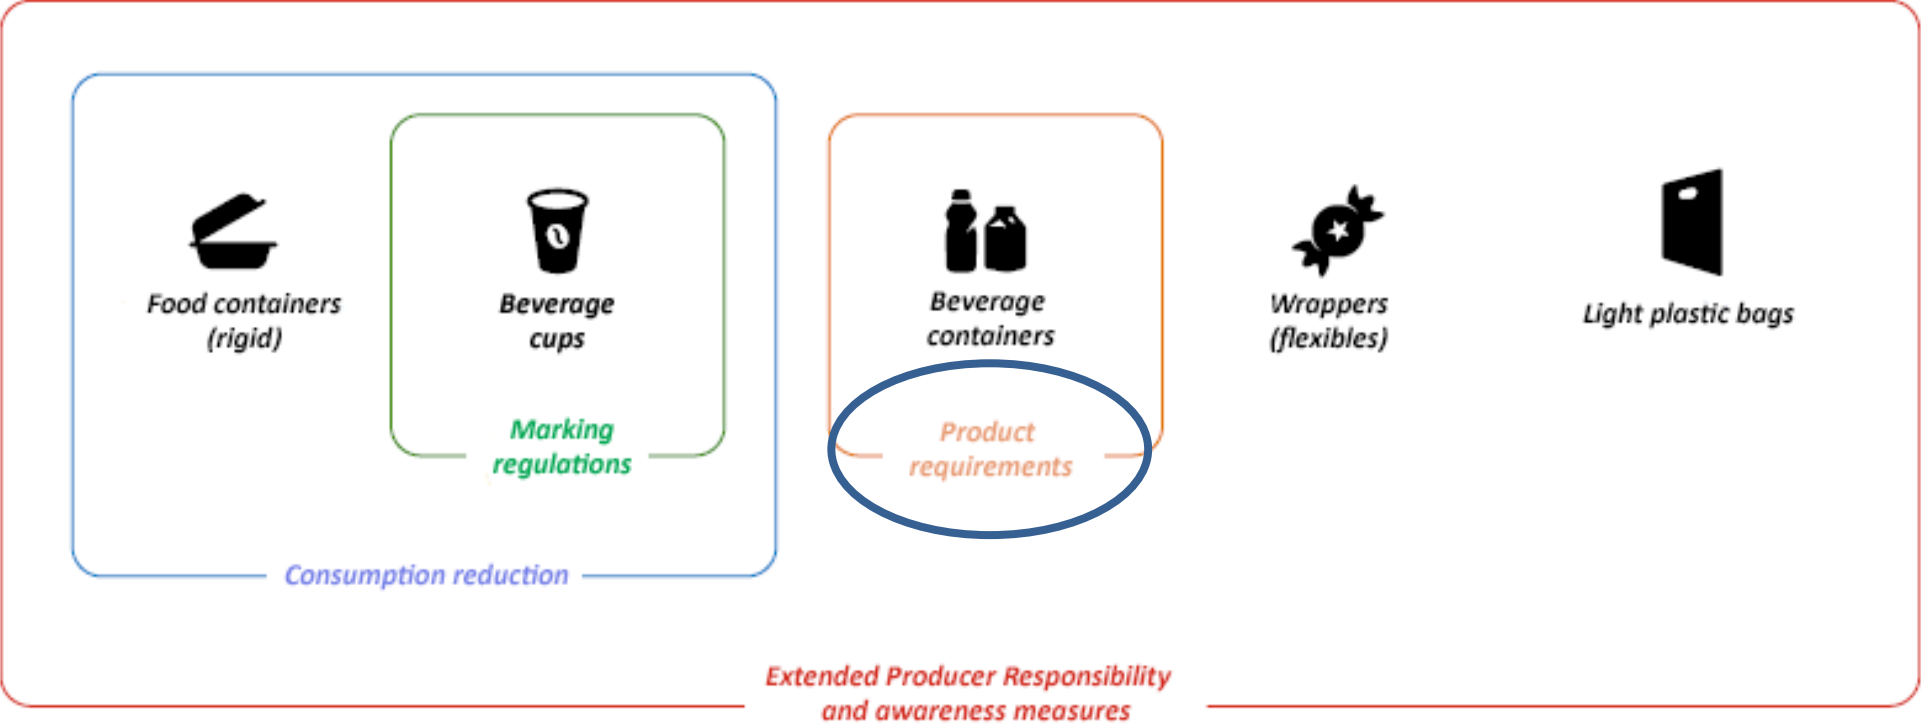 Food containers
(rigid)
Beverage
cups
Beverage
containers
Wrappers
(flexibles)
Light plastic bags
Marking
regulations
Product
requirements
Consumption reduction
Extended Producer Responsibility
and awareness measures